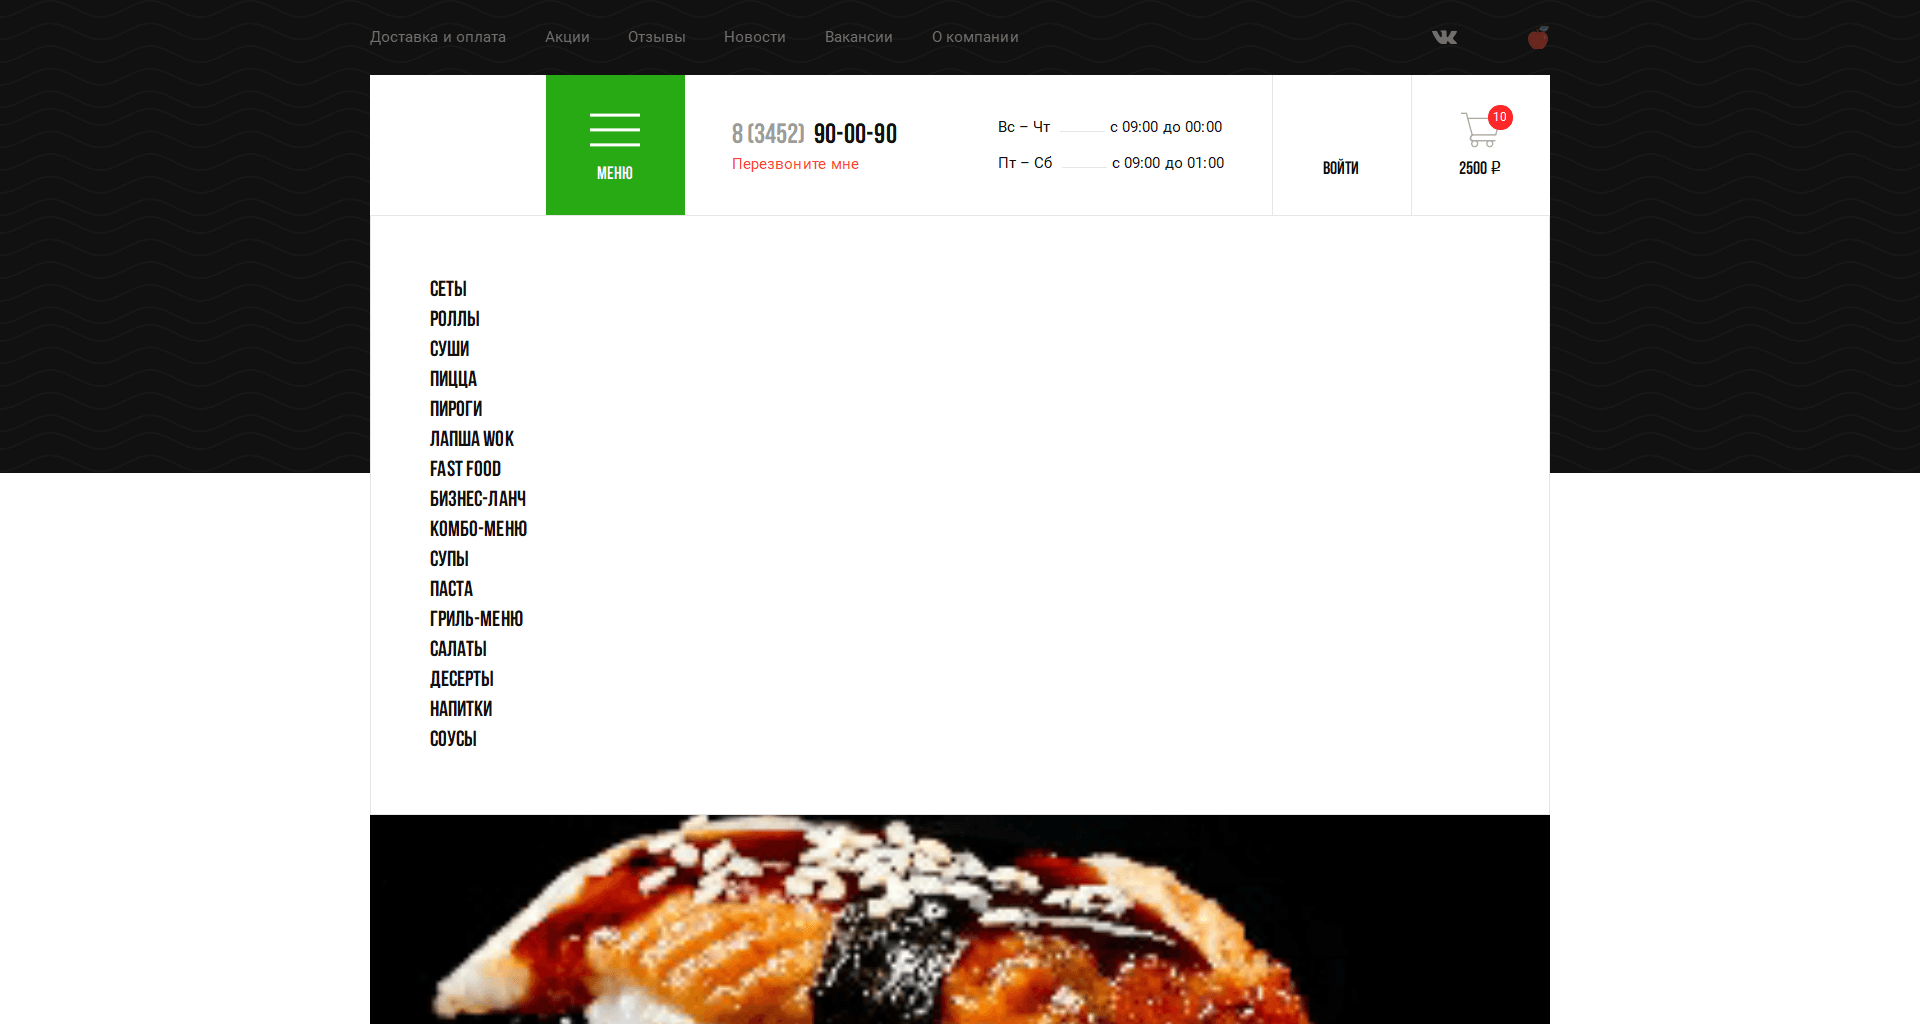 Доставка и оплата Акции Отзывы Новости Вакансии О компании
МЕНЮ
8 (3452) 90-00-90
Перезвоните мне
Вс – Чт с 09:00 до 00:00
Пт – Сб с 09:00 до 01:00
ВОЙТИ
10
2500 ₽
СЕТЫ
РОЛЛЫ
СУШИ
ПИЦЦА
ПИРОГИ
ЛАПША WOK
FAST FOOD
БИЗНЕС-ЛАНЧ
КОМБО-МЕНЮ
СУПЫ
ПАСТА
ГРИЛЬ-МЕНЮ
САЛАТЫ
ДЕСЕРТЫ
НАПИТКИ
СОУСЫ